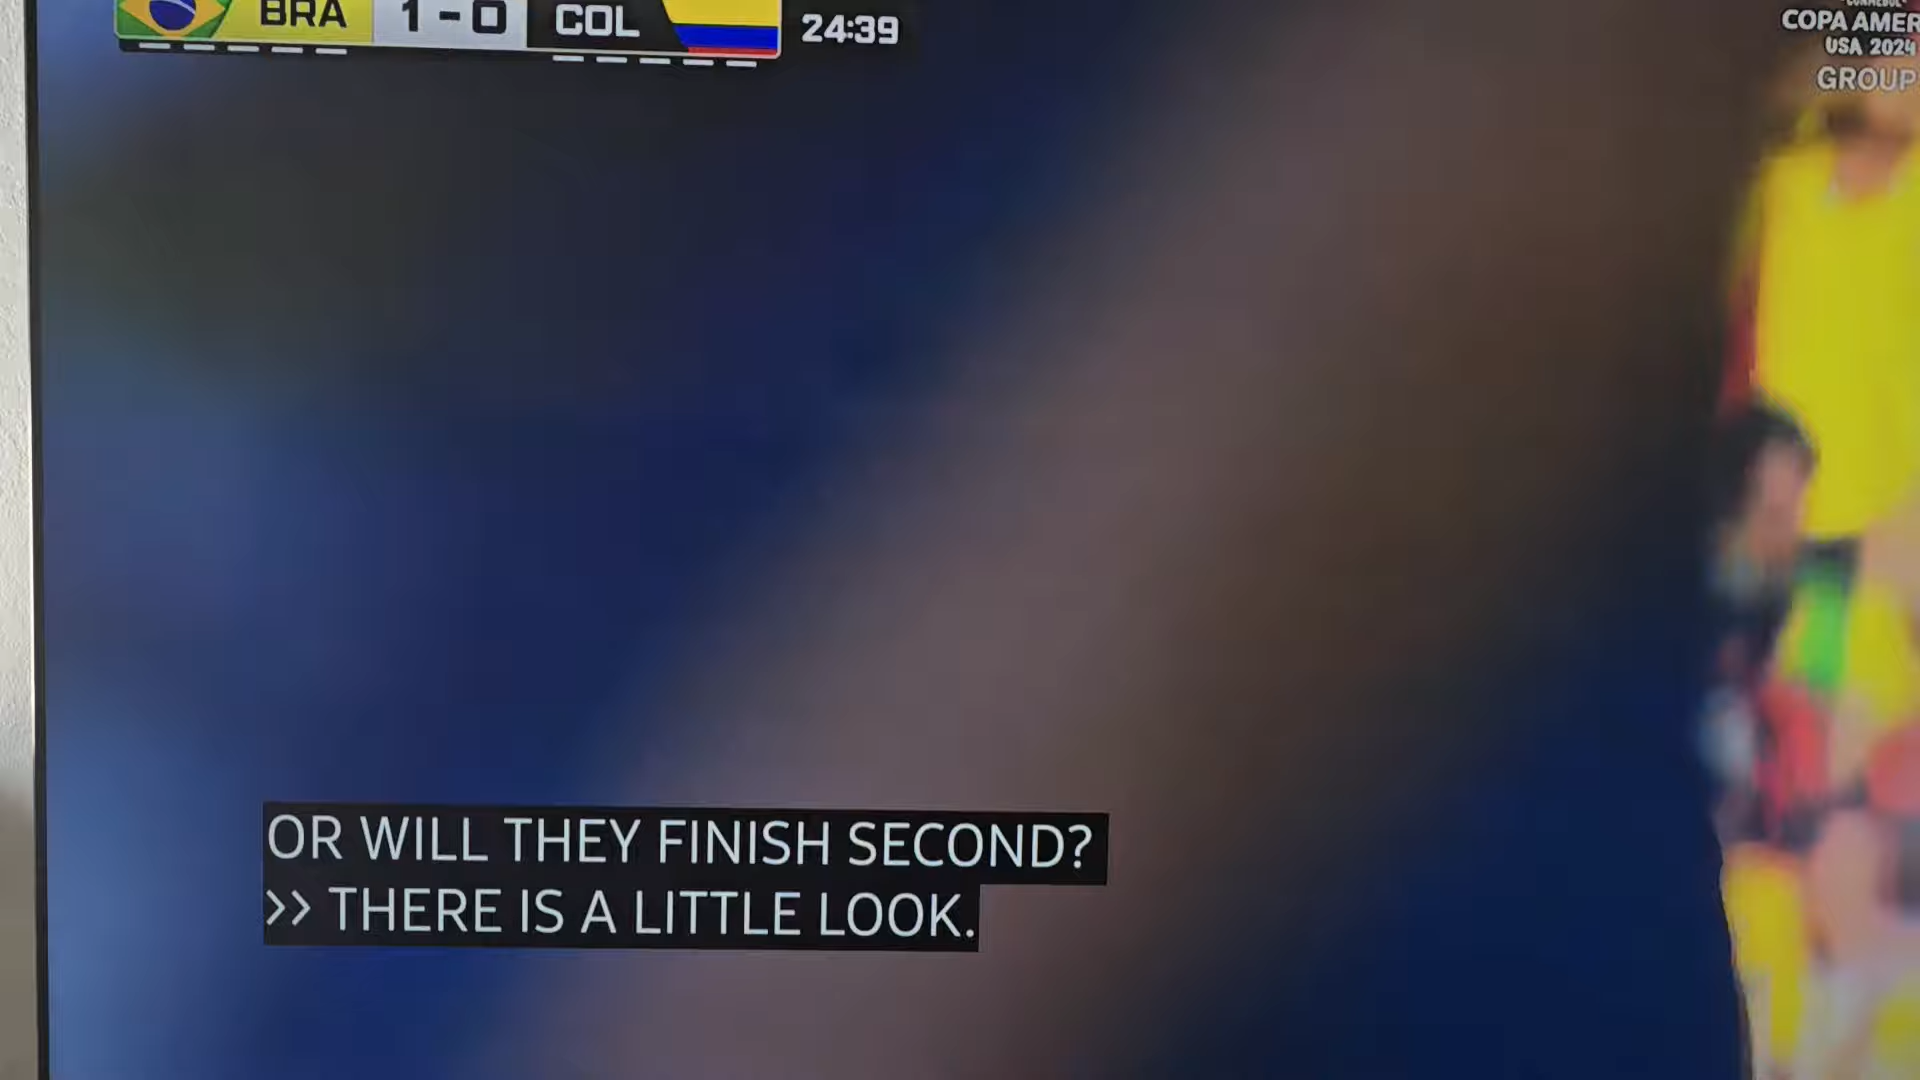 BRA 1-0 COL 24:39
COPA AMER
USA 2024
GROUP
OR WILL THEY FINISH SECOND?
>> THERE IS A LITTLE LOOK.